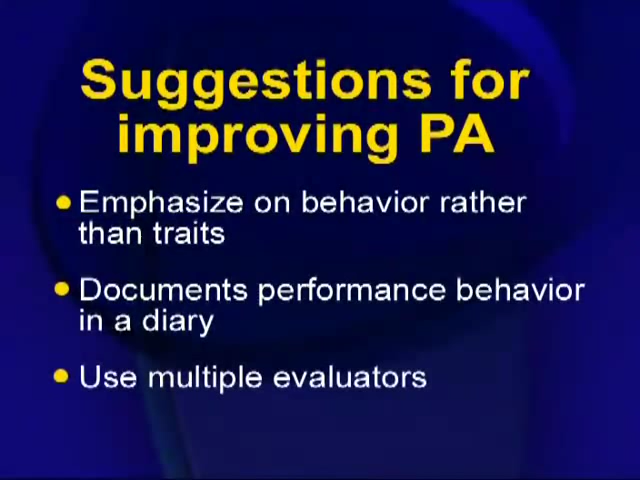 Suggestions for
improving PA
Emphasize on behavior rather
than traits
Documents performance behavior
in a diary
Use multiple evaluators